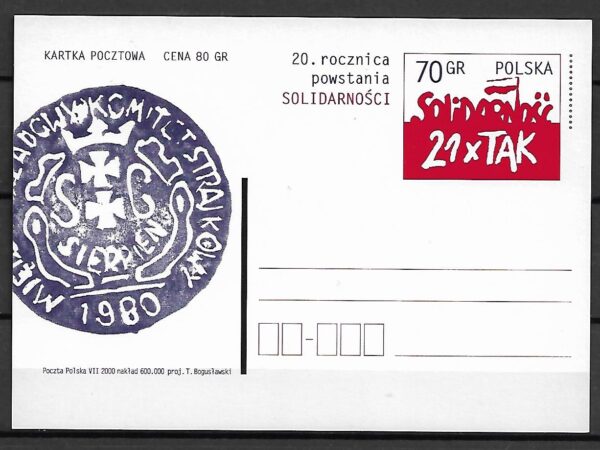 KARTKA POCZTOWA CENA 80 GR
20. rocznica
powstania
SOLIDARNOŚCI
70 GR POLSKA
SOLIDARNOŚĆ
21 x TAK
KOMITET STRAJKOWY
S C
SIERPIEŃ
1980
Poczta Polska VII 2000 nakład 600.000 proj. T. Bogusławski